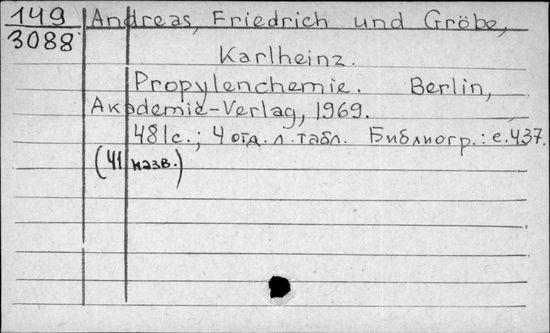 149
3088
Andreas, Friedrich und Gröbe,
Karlheinz.
Propylenchemie. Berlin,
Akademie-Verlag, 1969.
481с.; 4 отд. л. табл. Библиогр.: с.437.
(41 назв.)